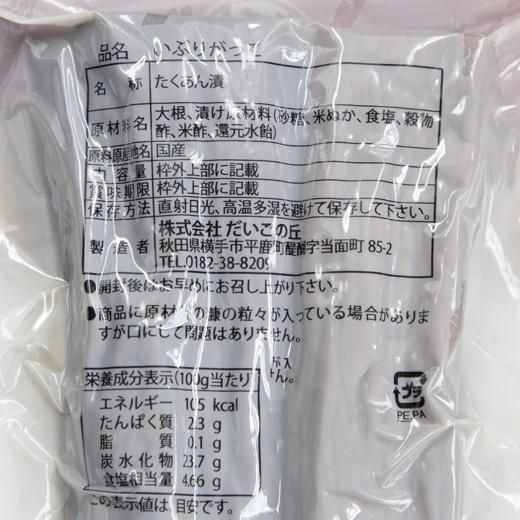 品名 いぶりがっこ
名称 たくあん漬
原材料名 大根、漬け原材料(砂糖、米ぬか、食塩、穀物
酢、米酢、還元水飴)
原料原産地名 国産
内容量 枠外上部に記載
賞味期限 枠外上部に記載
保存方法 直射日光、高温多湿を避けて保存して下さい。
製造者 株式会社 だいこの丘
秋田県横手市平鹿町醍醐字当面町 85-2
TEL.0182-38-8209
●開封後はお早めにお召し上がり下さい。
●商品に原材料の糠の粒々が入っている場合がありま
すが口にして問題はありません。
栄養成分表示(100g当たり)
エネルギー 105 kcal
たんぱく質 2.3 g
脂質 0.1 g
炭水化物 23.7 g
食塩相当量 4.66 g
この表示値は目安です。
プラ
PE,PA